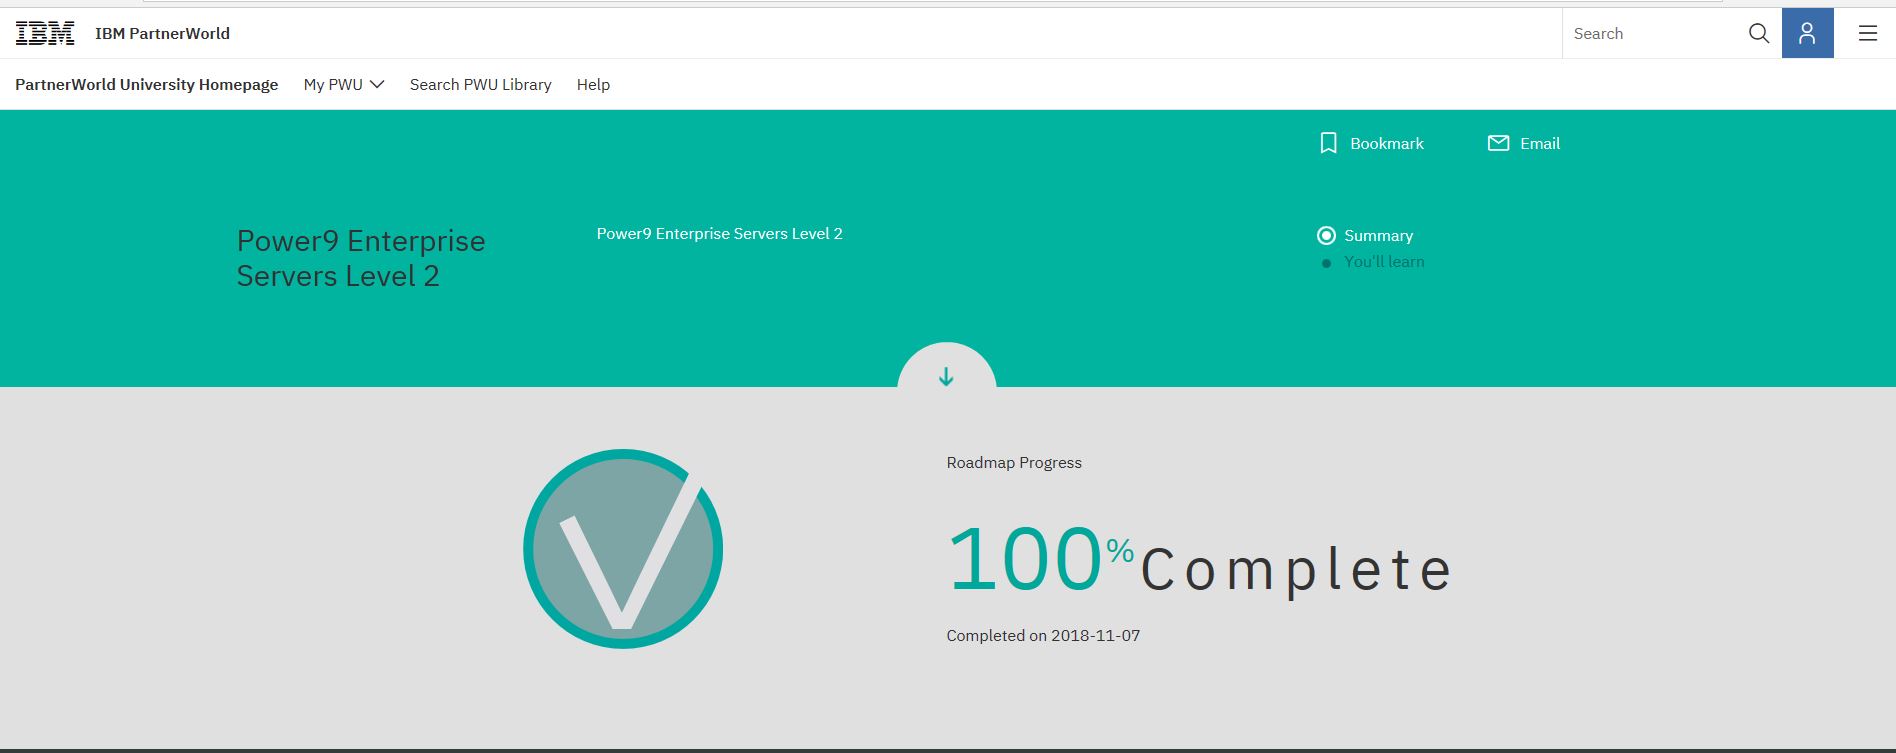 IBM IBM PartnerWorld Search
PartnerWorld University Homepage My PWU Search PWU Library Help
Bookmark Email
Power9 Enterprise
Servers Level 2
Power9 Enterprise Servers Level 2
Summary
You'll learn
Roadmap Progress
100% Complete
Completed on 2018-11-07